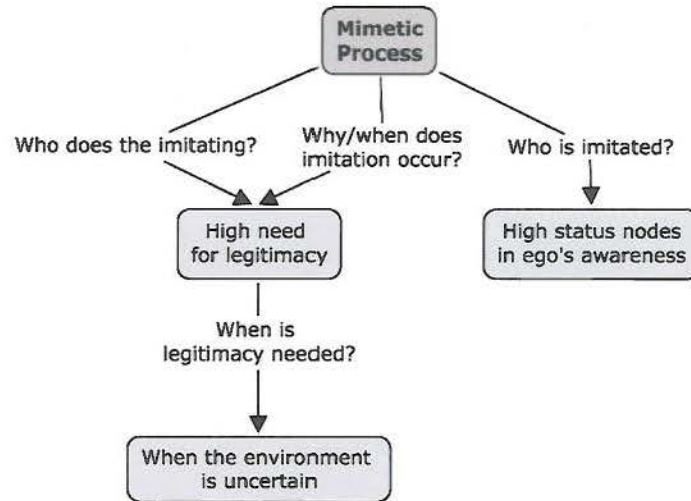 Mimetic
Process
Who does the imitating?
Why/when does
imitation occur?
Who is imitated?
High need
for legitimacy
High status nodes
in ego's awareness
When is
legitimacy needed?
When the environment
is uncertain